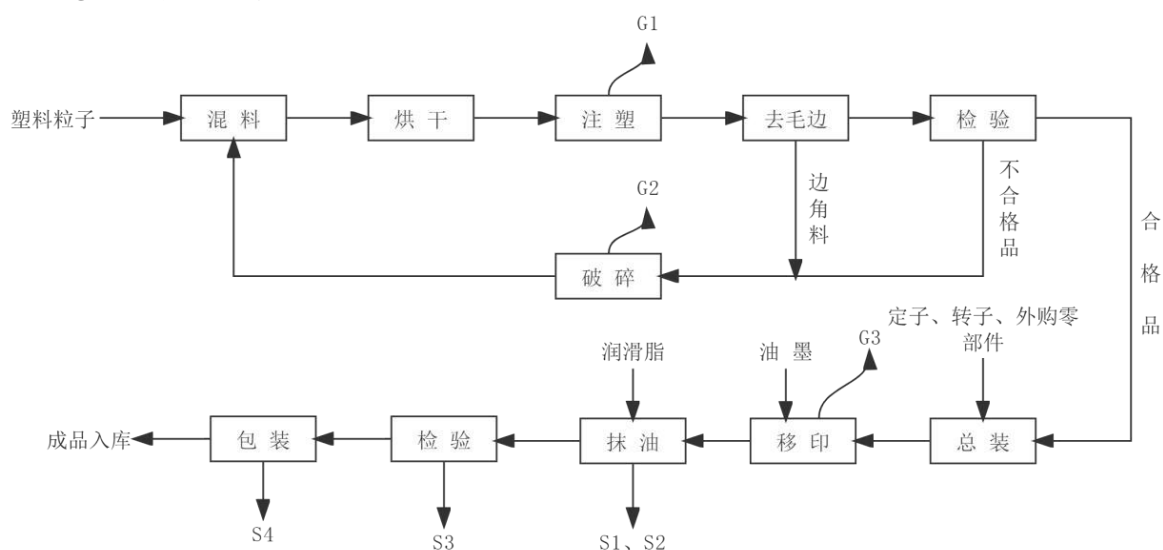 G1
塑料粒子
混 料
烘 干
注 塑
去毛边
检 验
G2
边角料
不合格品
合格品
破 碎
定子、转子、外购零
部件
润滑脂
油 墨
G3
成品入库
包 装
检 验
抹 油
移 印
总 装
S4
S3
S1、S2